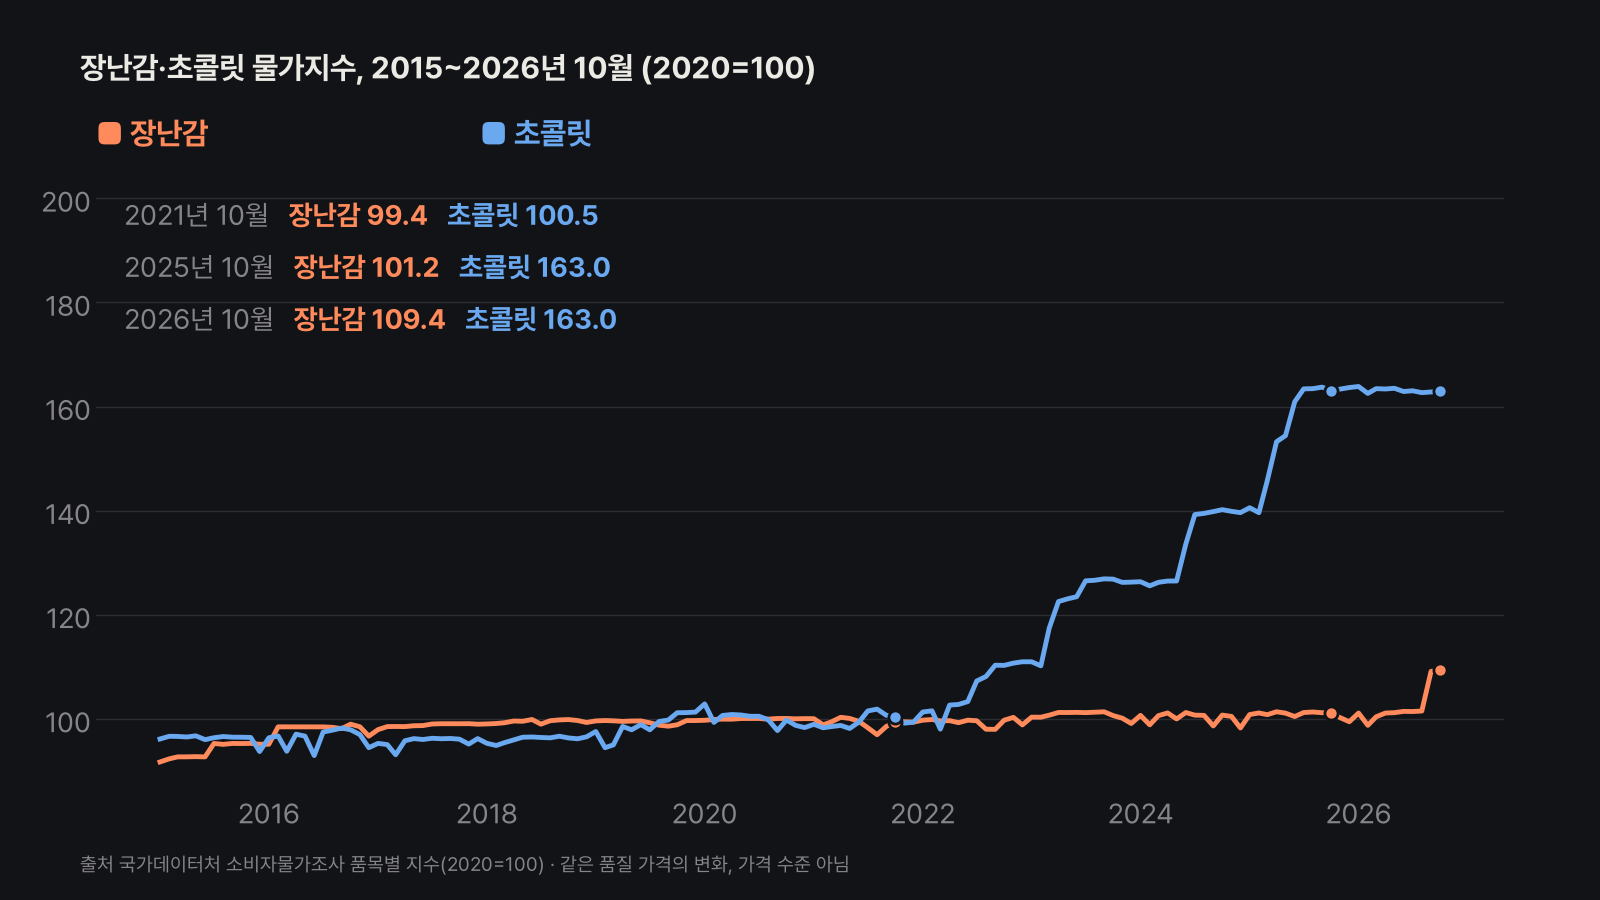 장난감·초콜릿 물가지수, 2015~2026년 10월 (2020=100)
장난감 초콜릿
200
2021년 10월 장난감 99.4 초콜릿 100.5
2025년 10월 장난감 101.2 초콜릿 163.0
180
2026년 10월 장난감 109.4 초콜릿 163.0
160
140
120
100
2016 2018 2020 2022 2024 2026
출처 국가데이터처 소비자물가조사 품목별 지수(2020=100) · 같은 품질 가격의 변화, 가격 수준 아님